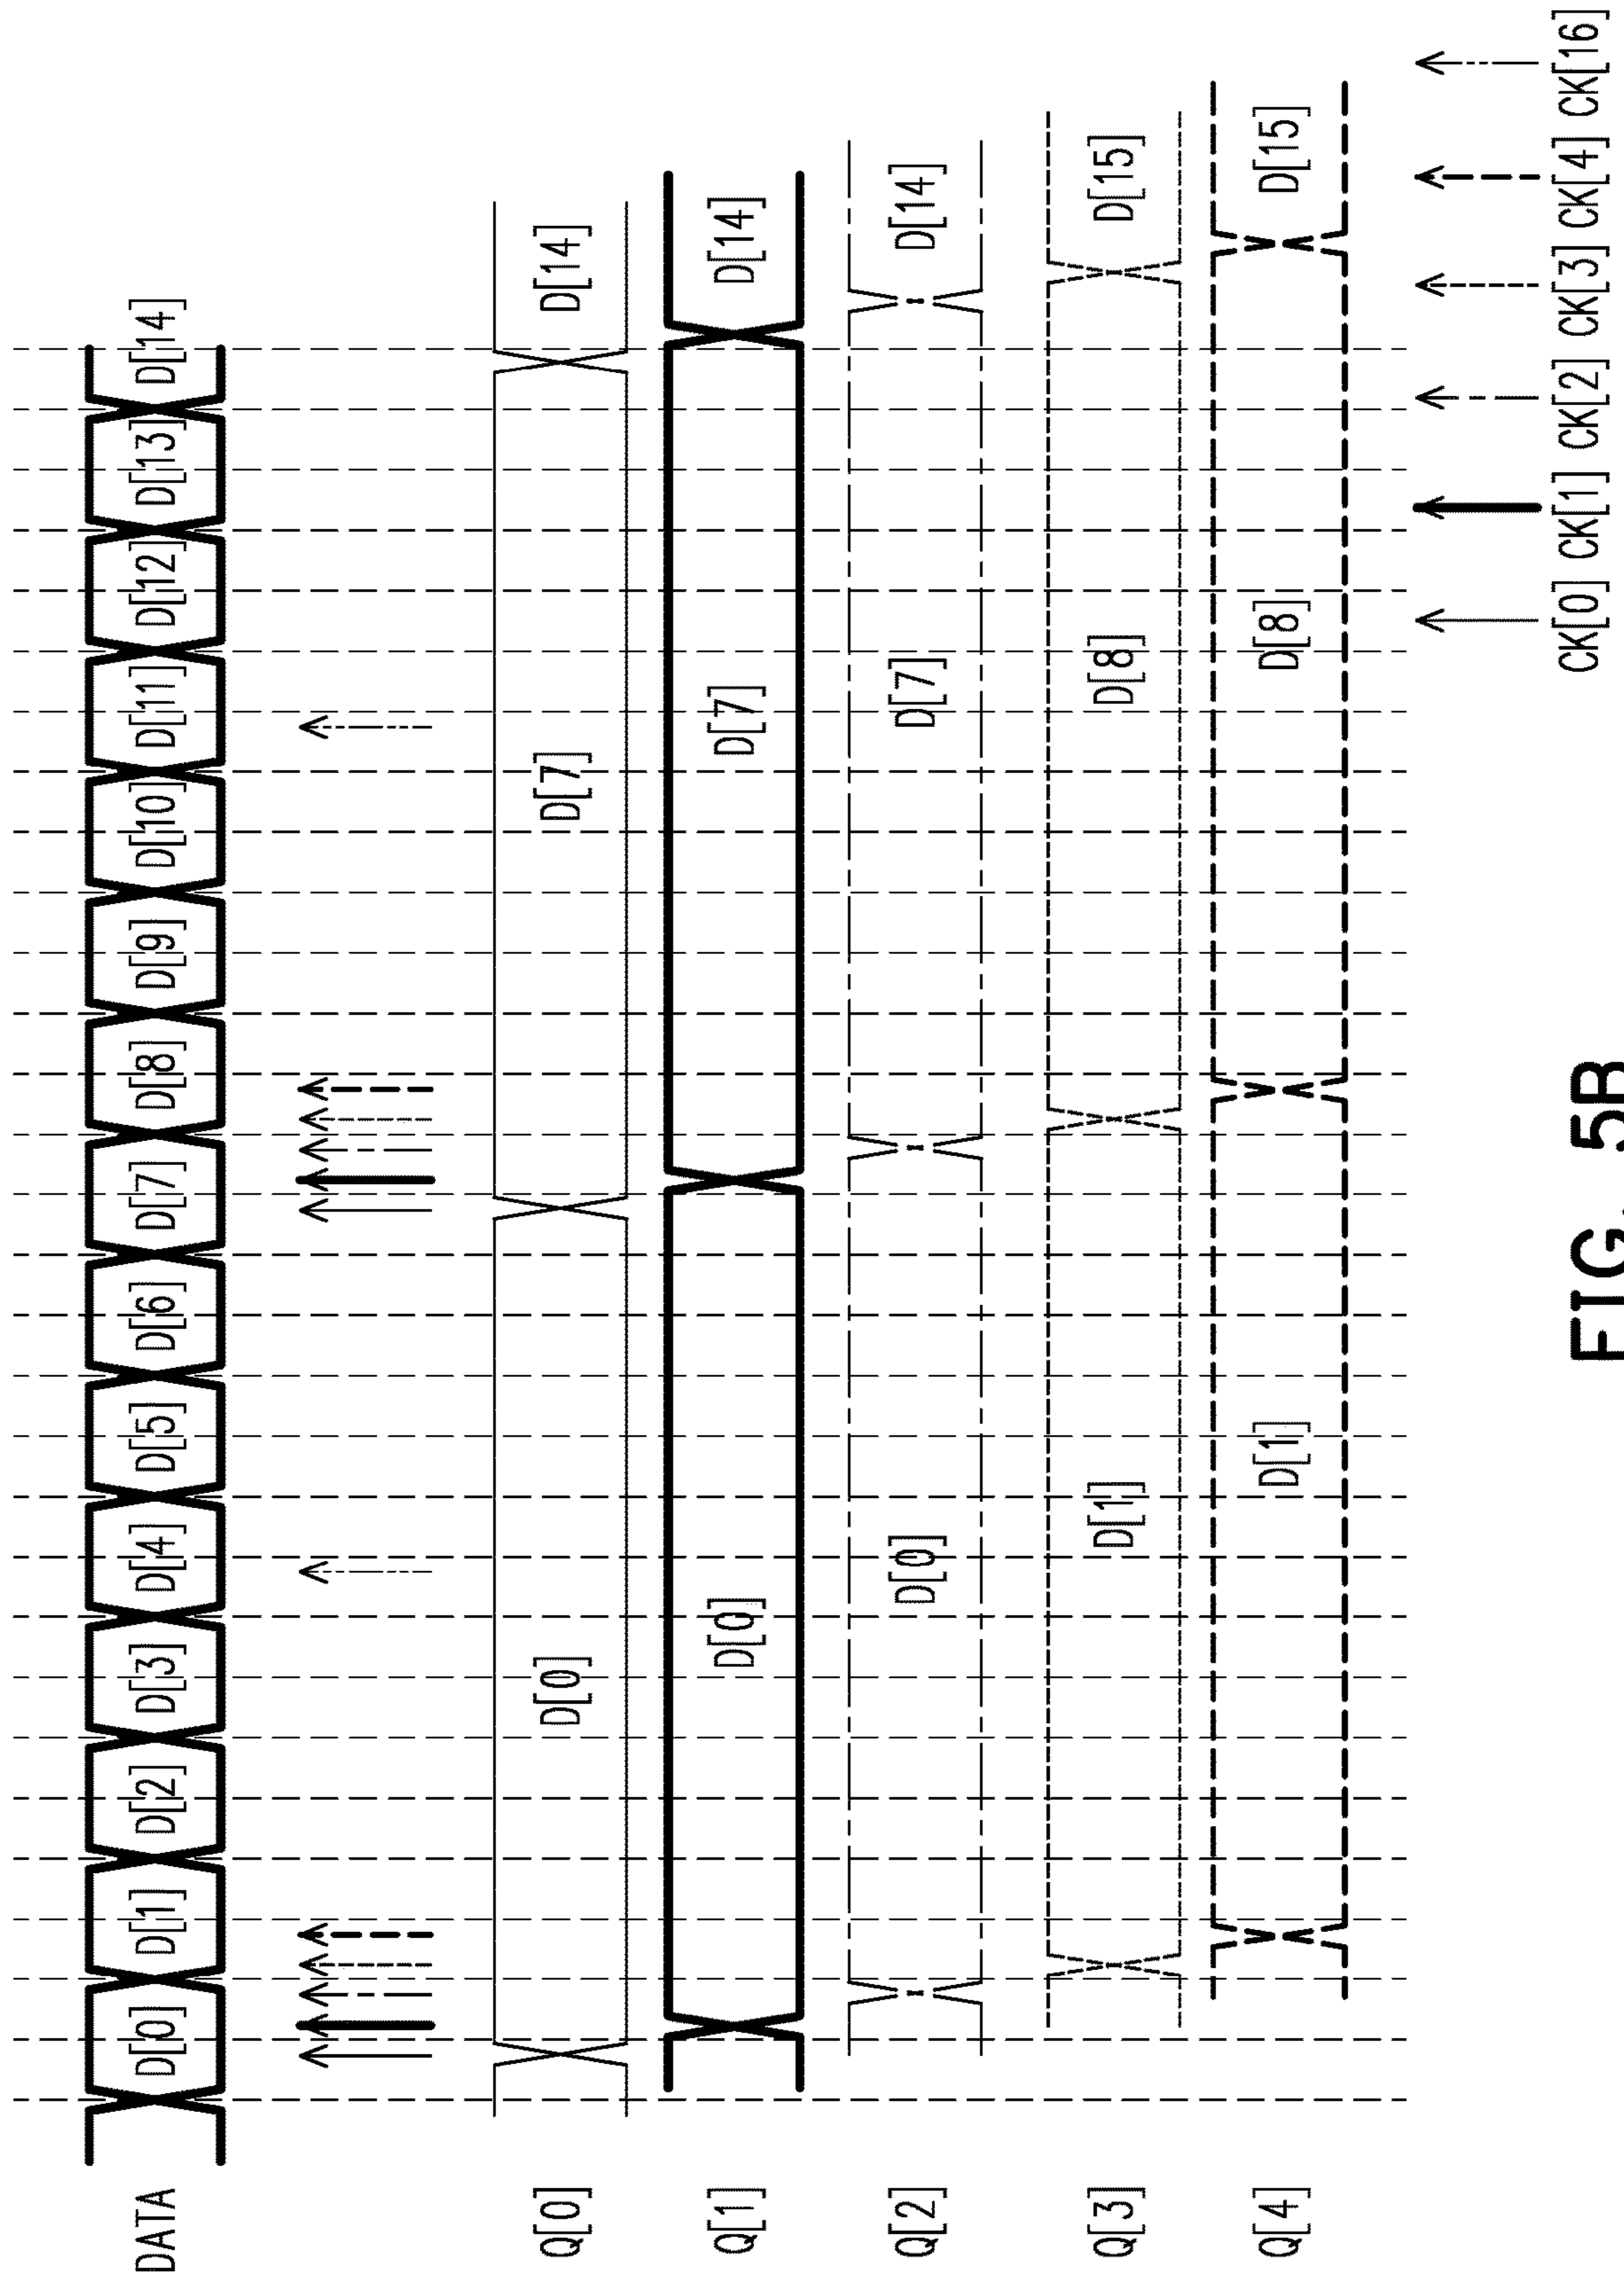 DATA D[0] D[1] D[2] D[3] D[4] D[5] D[6] D[7] D[8] D[9] D[10] D[11] D[12] D[13] D[14]
Q[0] D[0] D[7] D[14]
Q[1] D[0] D[7] D[14]
Q[2] D[0] D[7] D[14]
Q[3] D[1] D[8] D[15]
Q[4] D[1] D[8] D[15]
CK[0] CK[1] CK[2] CK[3] CK[4] CK[16]
FIG. 5B